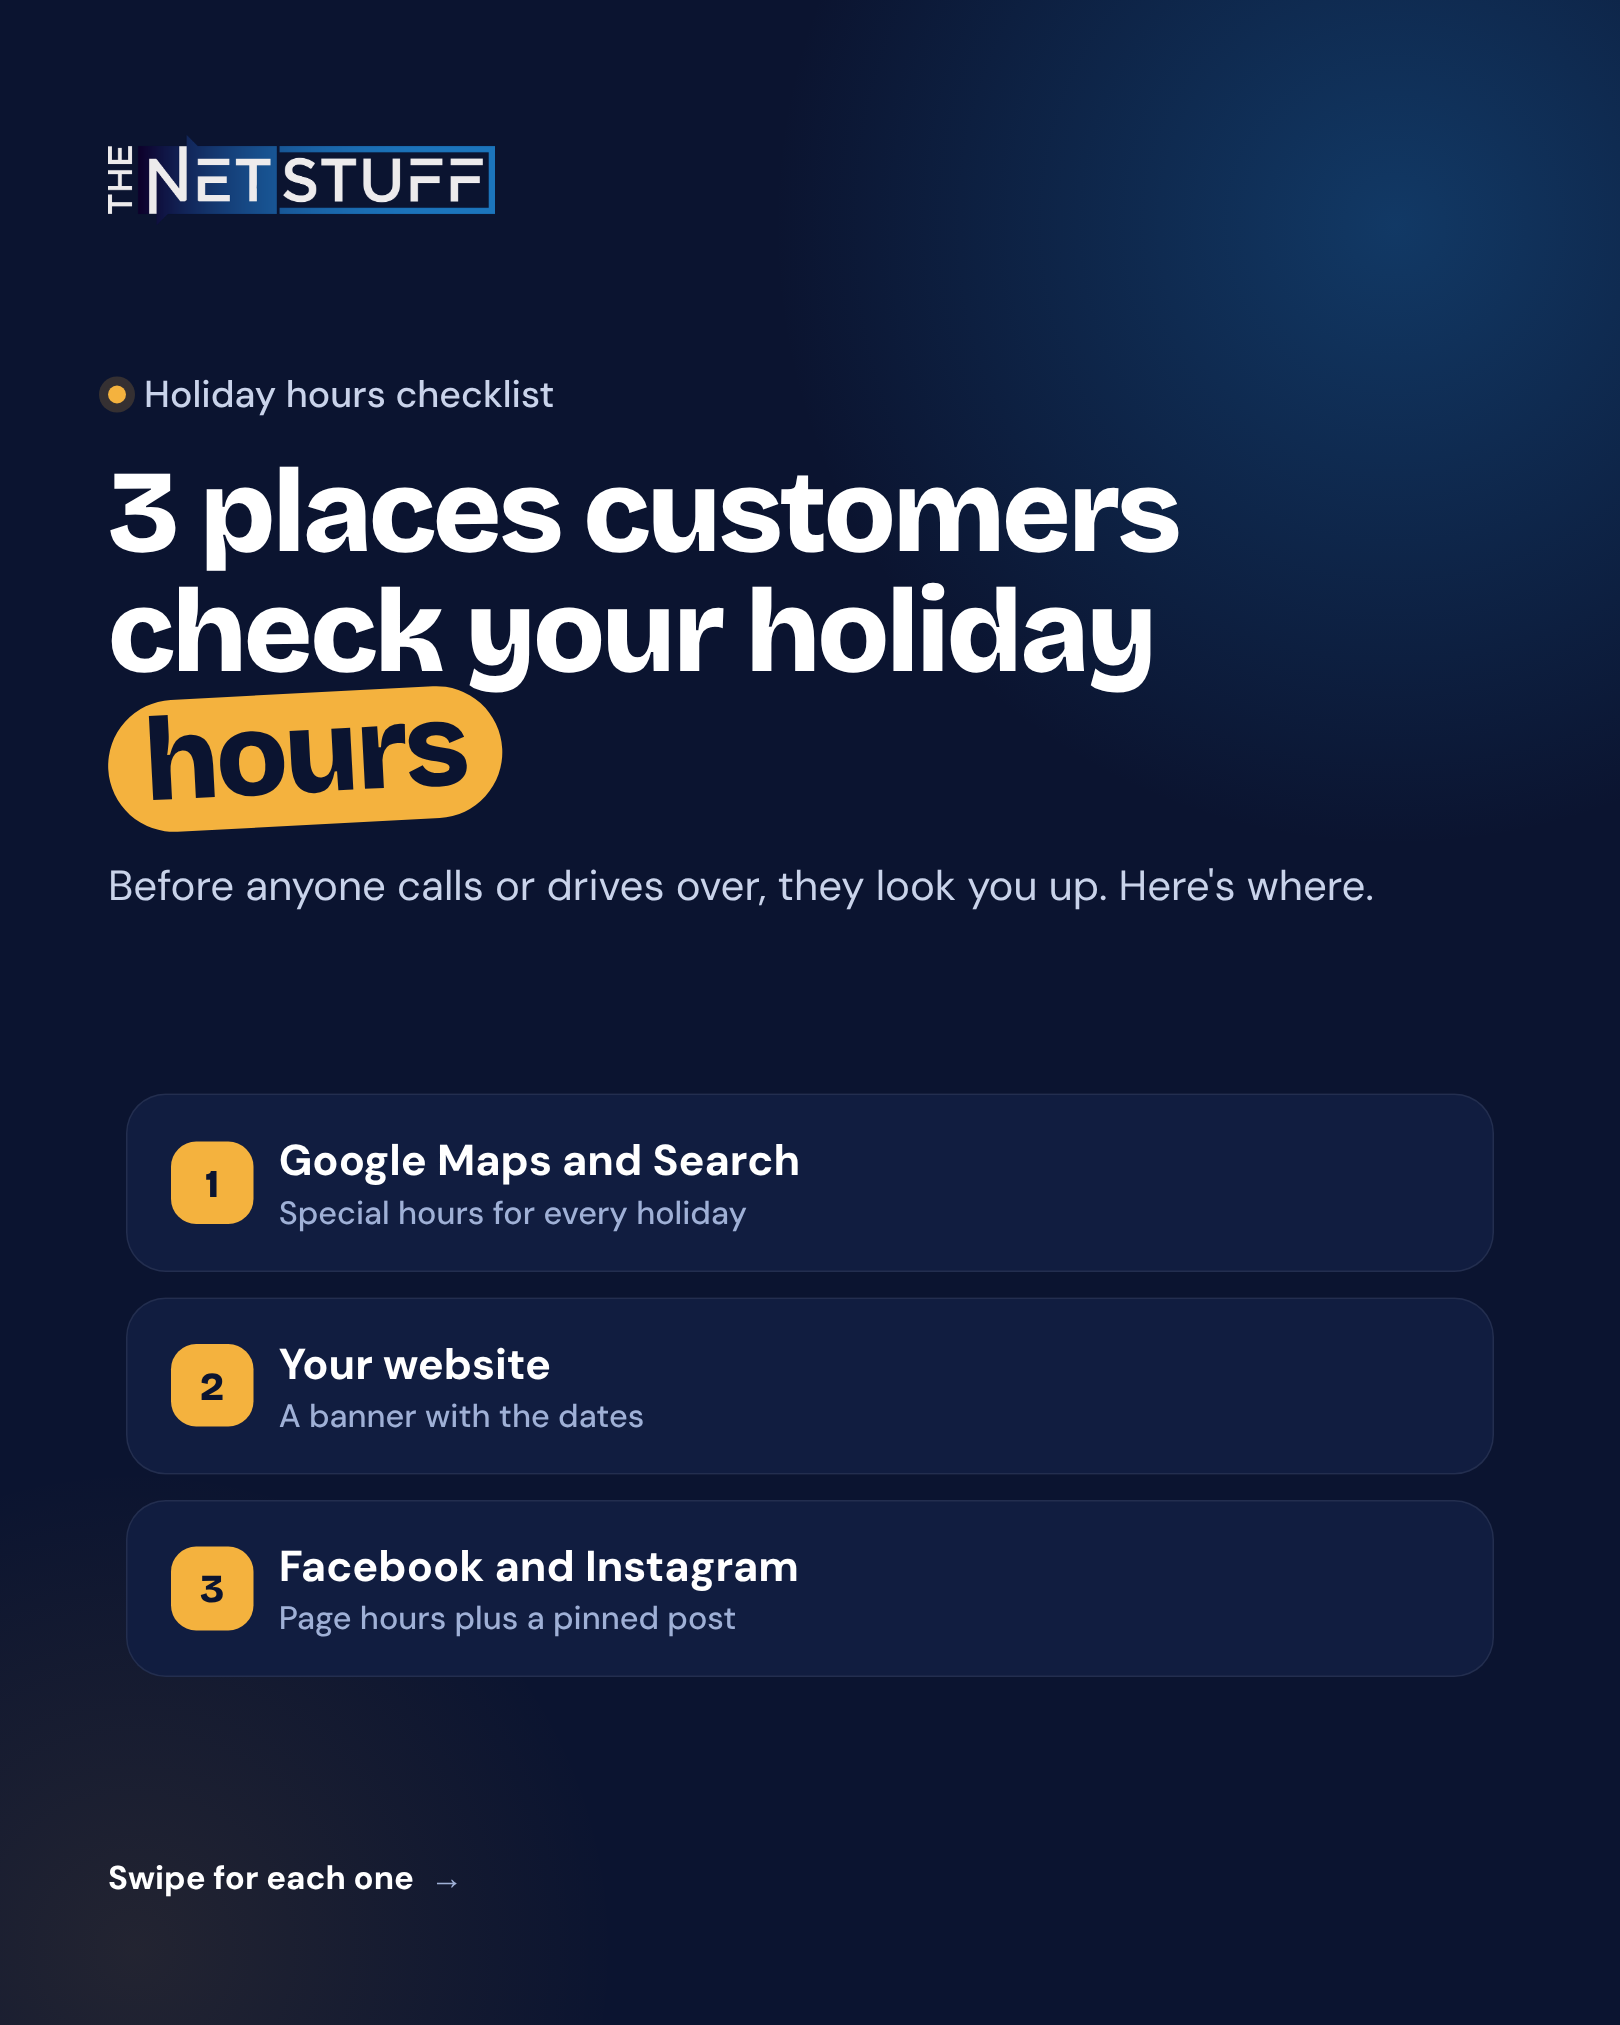 THE NETSTUFF
Holiday hours checklist
3 places customers
check your holiday
hours
Before anyone calls or drives over, they look you up. Here's where.
1
Google Maps and Search
Special hours for every holiday
2
Your website
A banner with the dates
3
Facebook and Instagram
Page hours plus a pinned post
Swipe for each one →